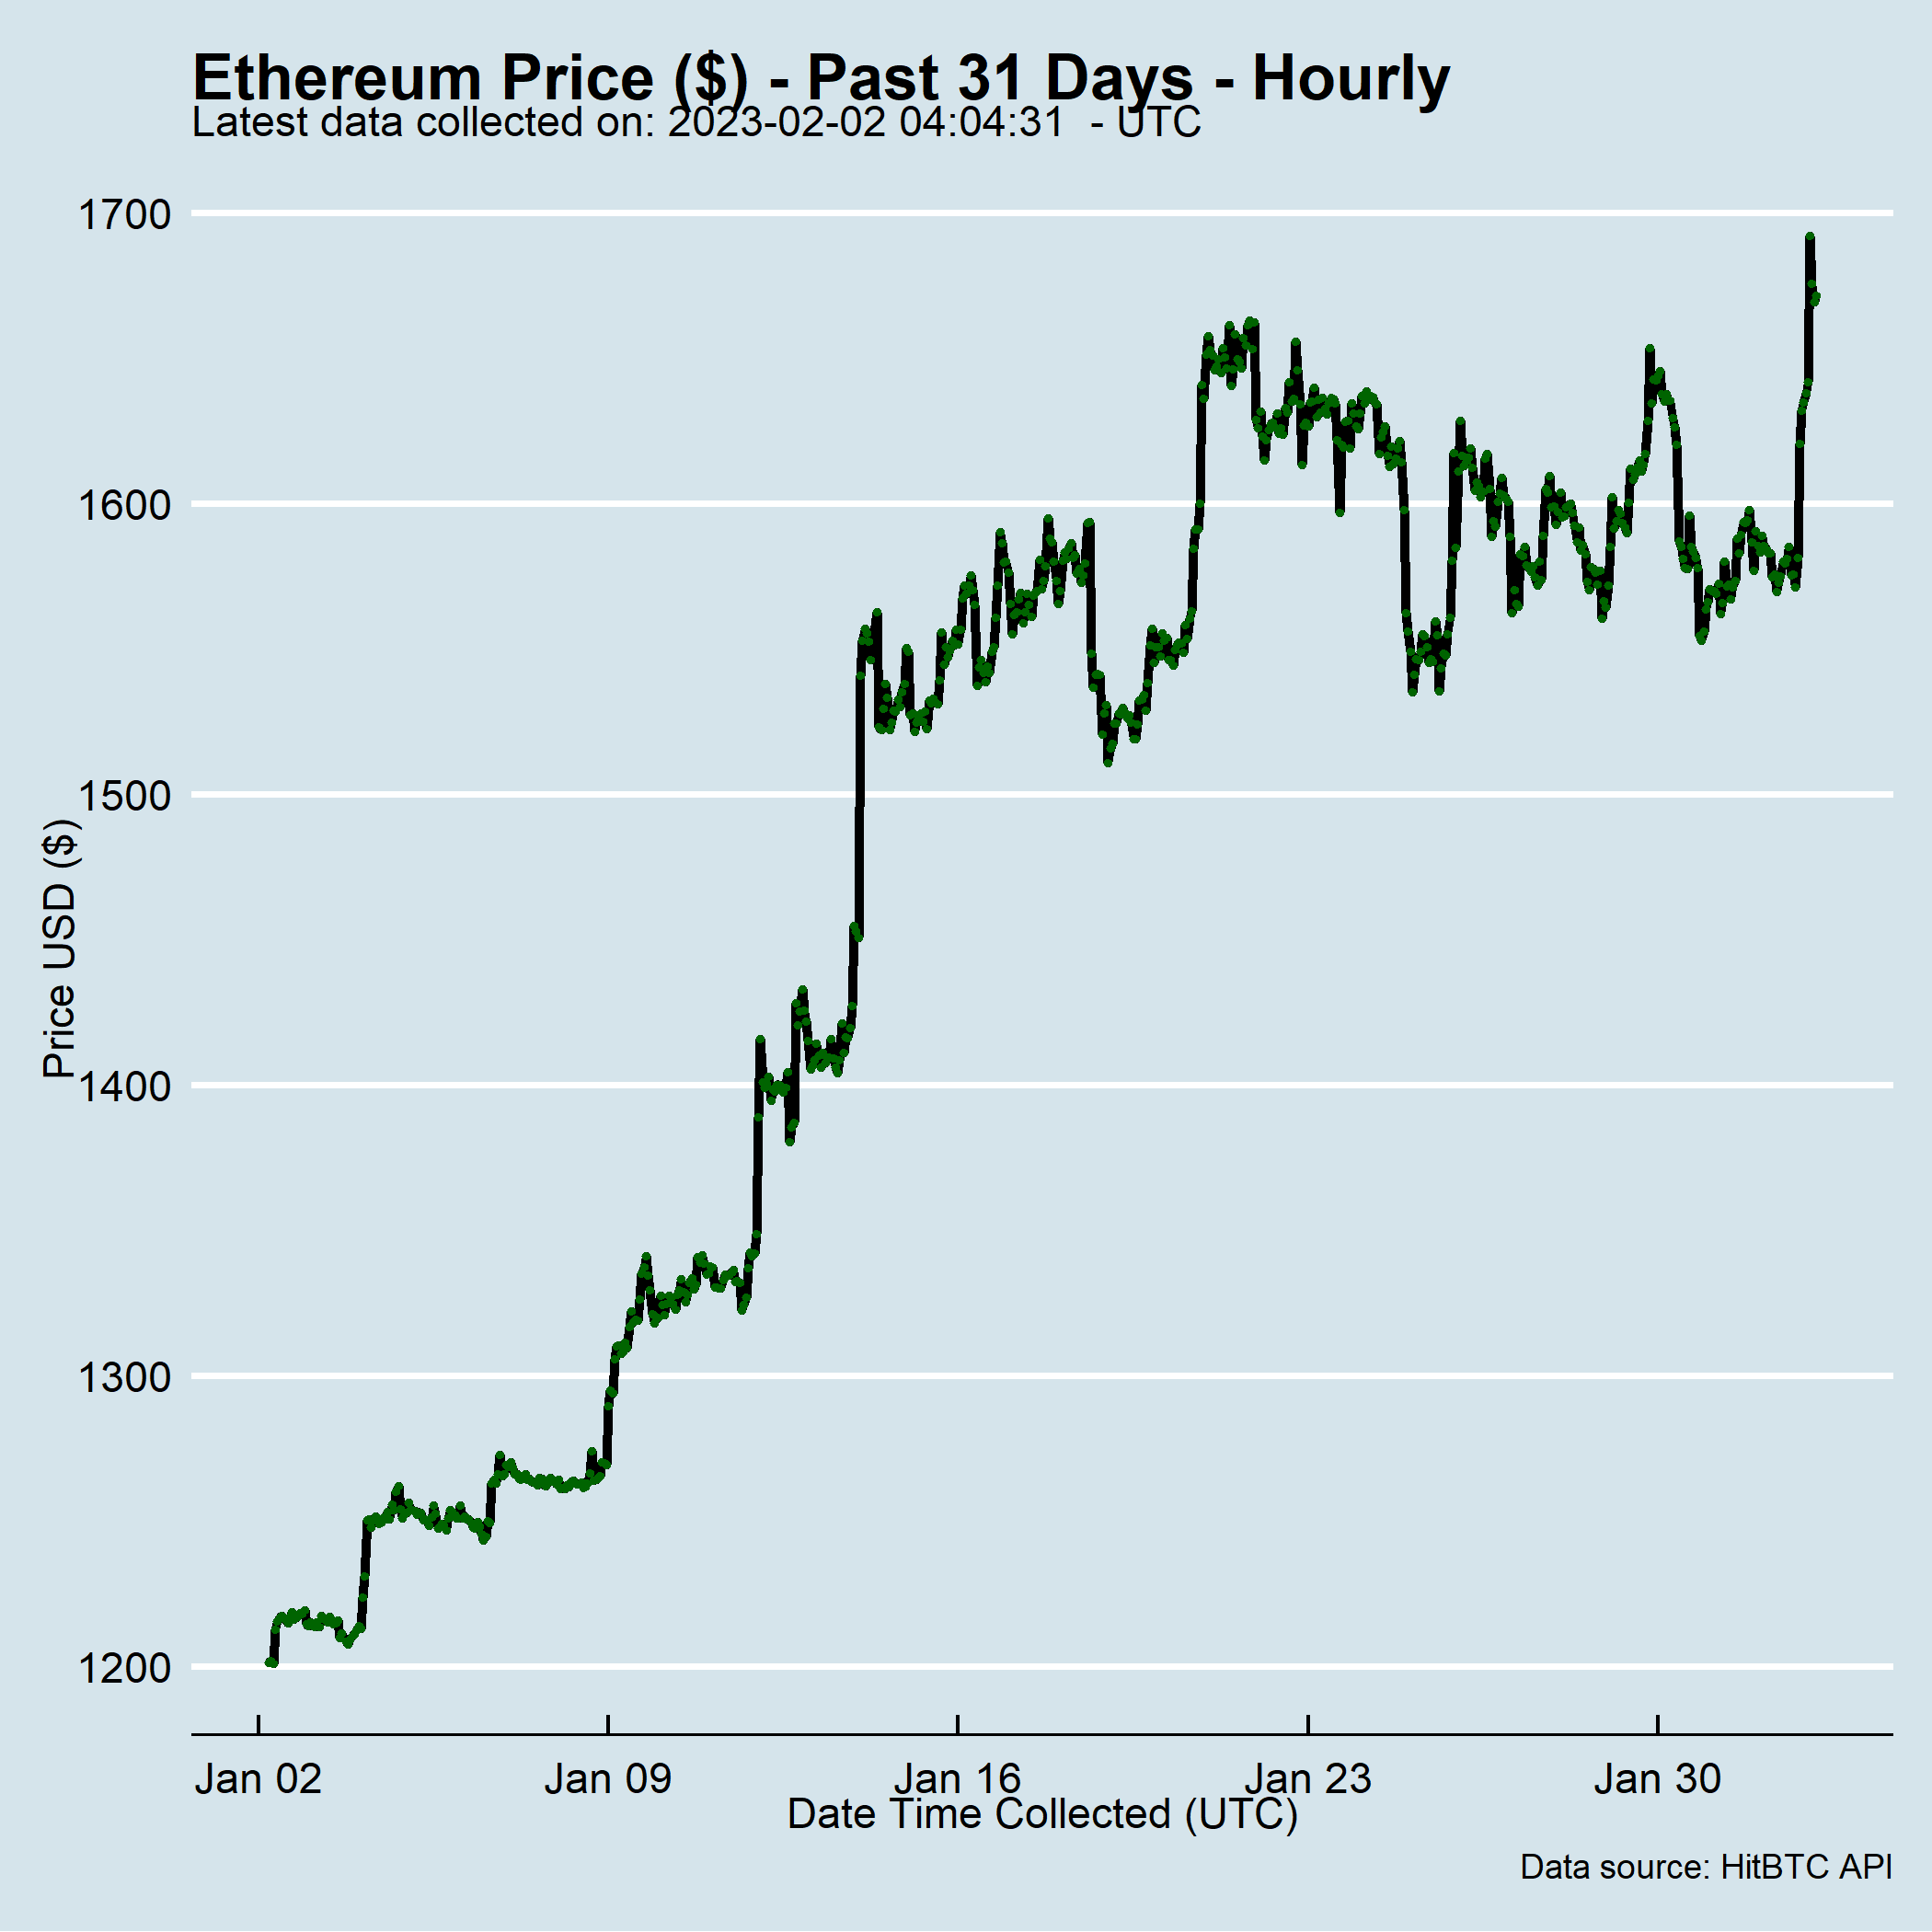 Ethereum Price ($) - Past 31 Days - Hourly
Latest data collected on: 2023-02-02 04:04:31  - UTC
1700
1600
1500
1400
1300
1200
Price USD ($)
Jan 02 Jan 09 Jan 16 Jan 23 Jan 30
Date Time Collected (UTC)
Data source: HitBTC API